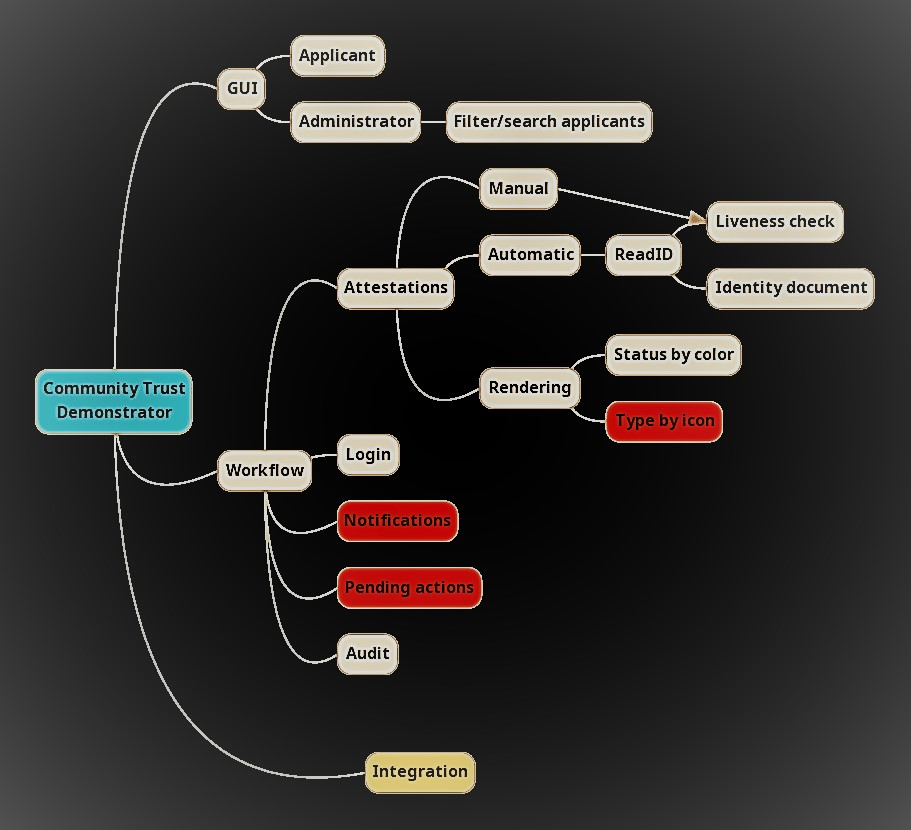 Applicant
GUI
Administrator
Filter/search applicants
Manual
Liveness check
Automatic
ReadID
Identity document
Attestations
Status by color
Rendering
Type by icon
Community Trust
Demonstrator
Login
Workflow
Notifications
Pending actions
Audit
Integration